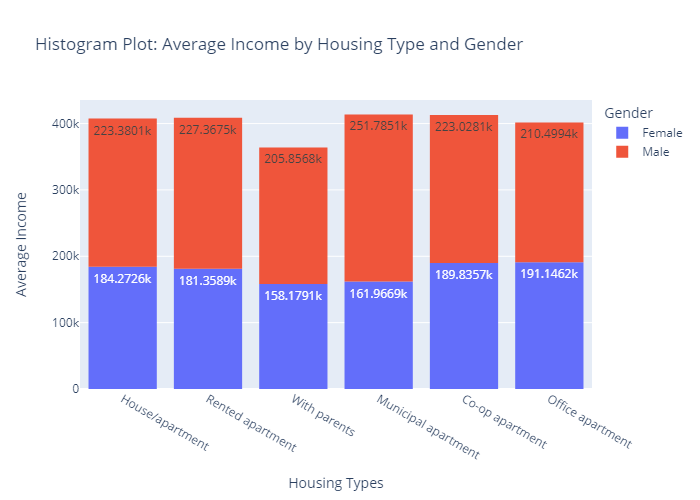 Histogram Plot: Average Income by Housing Type and Gender
Gender
Female
Male
Average Income
400k
300k
200k
100k
0
223.3801k
227.3675k
205.8568k
251.7851k
223.0281k
210.4994k
184.2726k
181.3589k
158.1791k
161.9669k
189.8357k
191.1462k
House/apartment
Rented apartment
With parents
Municipal apartment
Co-op apartment
Office apartment
Housing Types